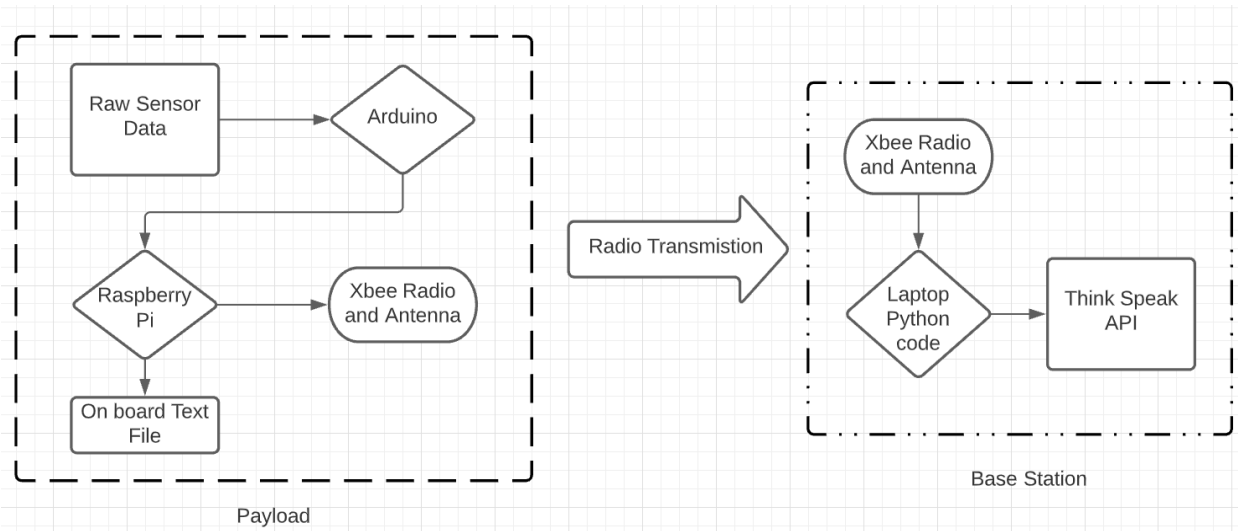 Raw Sensor
Data
Arduino
Raspberry
Pi
Xbee Radio
and Antenna
On board Text
File
Payload
Radio Transmistion
Xbee Radio
and Antenna
Laptop
Python
code
Think Speak
API
Base Station